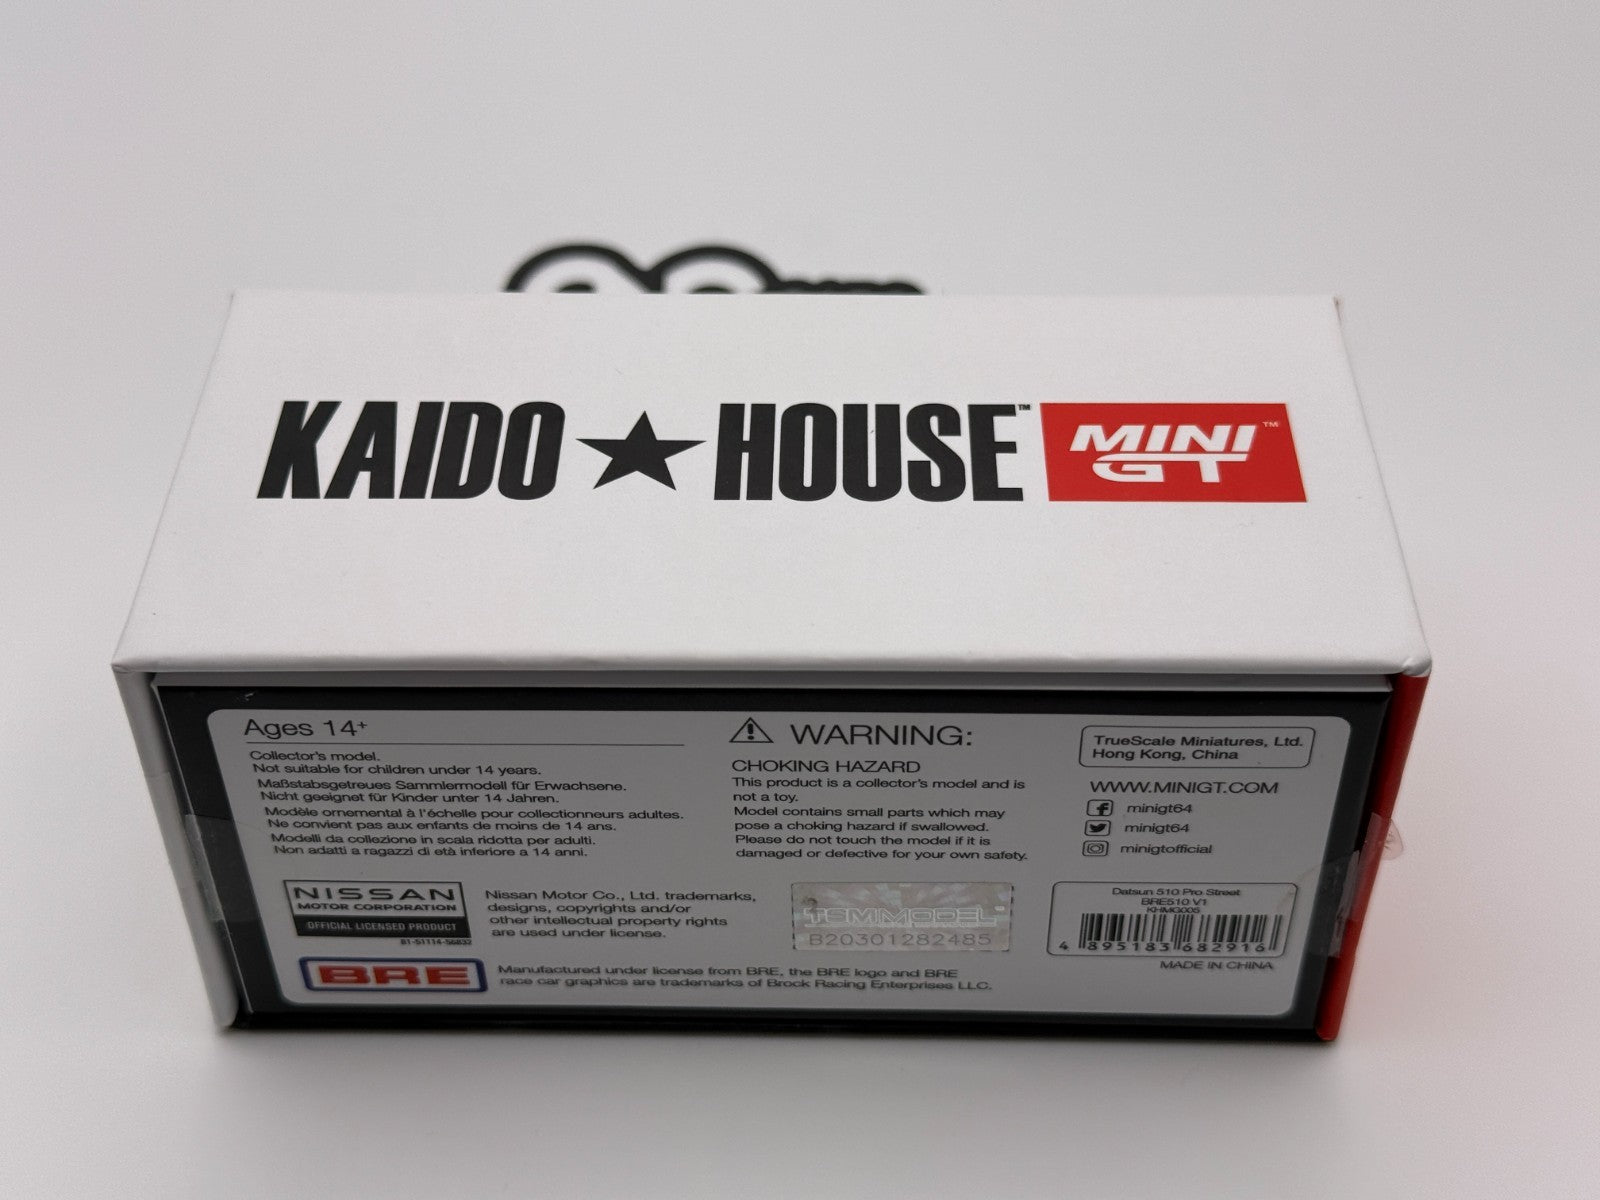 KAIDO★HOUSE™ MINI GT™
Ages 14+
Collector's model.
Not suitable for children under 14 years.
Maßstabsgetreues Sammlermodell für Erwachsene.
Nicht geeignet für Kinder unter 14 Jahren.
Modèle ornemental à l'échelle pour collectionneurs adultes.
Ne convient pas aux enfants de moins de 14 ans.
Modelli da collezione in scala ridotta per adulti.
Non adatti a ragazzi di età inferiore a 14 anni.
NISSAN
MOTOR CORPORATION
OFFICIAL LICENSED PRODUCT
B1-51114-56832
Nissan Motor Co., Ltd. trademarks,
designs, copyrights and/or
other intellectual property rights
are used under license.
BRE
Manufactured under license from BRE, the BRE logo and BRE
race car graphics are trademarks of Brock Racing Enterprises LLC.
WARNING:
CHOKING HAZARD
This product is a collector's model and is
not a toy.
Model contains small parts which may
pose a choking hazard if swallowed.
Please do not touch the model if it is
damaged or defective for your own safety.
TSMMODEL
B20301282485
TrueScale Miniatures, Ltd.
Hong Kong, China
WWW.MINIGT.COM
minigt64
minigt64
minigtofficial
Datsun 510 Pro Street
BRE510 V1
KHMG005
4 895183 682916
MADE IN CHINA